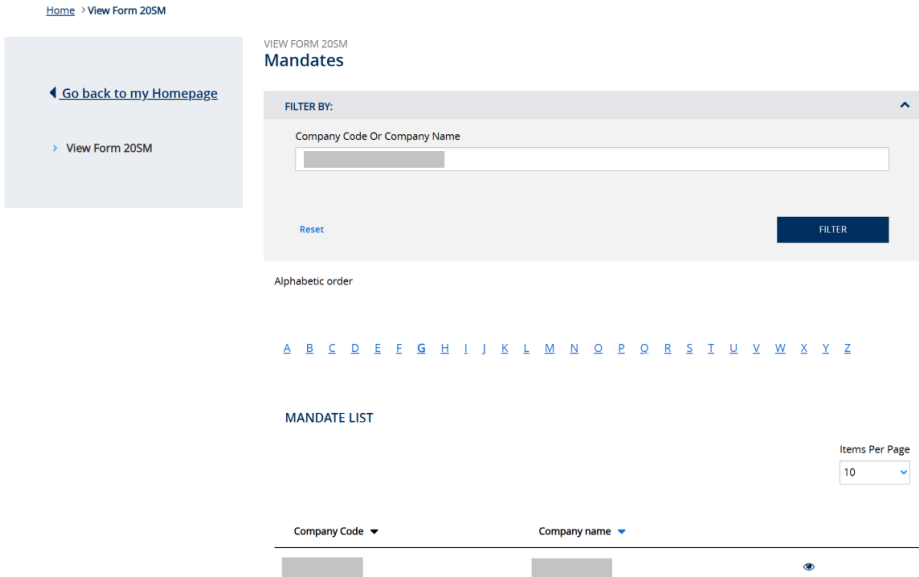 Home > View Form 20SM
Go back to my Homepage
> View Form 20SM
VIEW FORM 20SM
Mandates
FILTER BY:
Company Code Or Company Name
Reset
FILTER
Alphabetic order
A B C D E F G H I J K L M N O P Q R S T U V W X Y Z
MANDATE LIST
Items Per Page
10
Company Code Company name